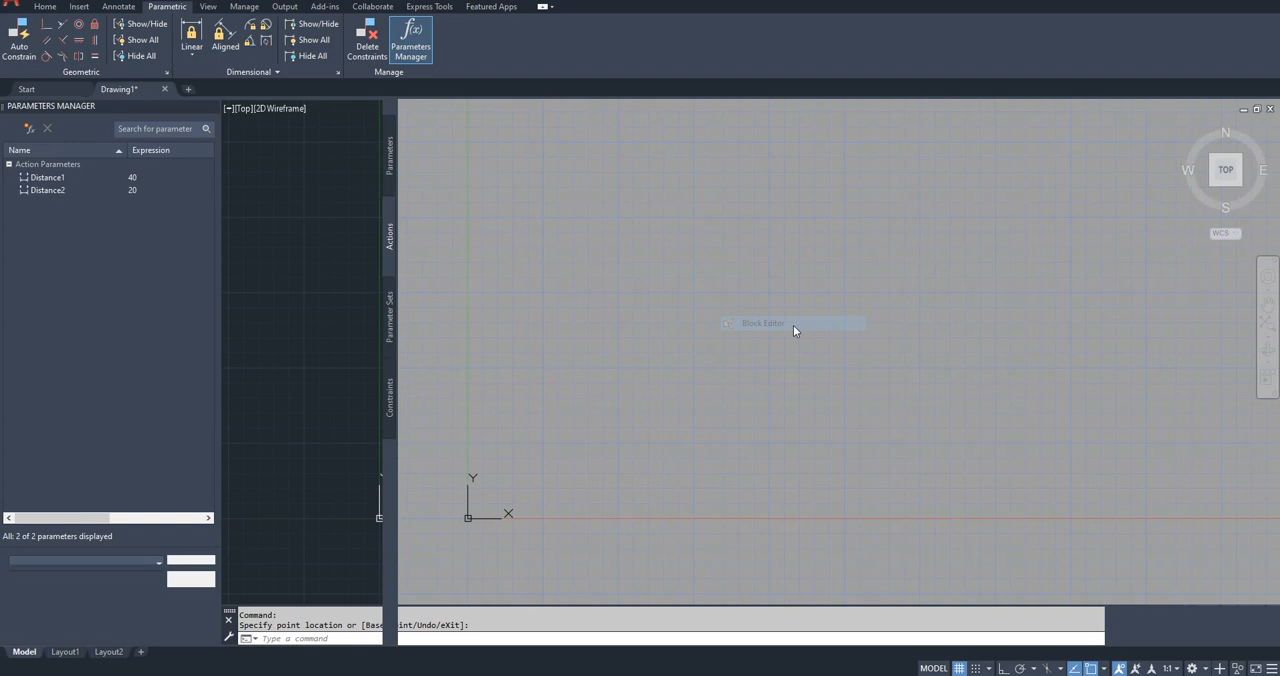 Home Insert Annotate Parametric View Manage Output Add-ins Collaborate Express Tools Featured Apps
Auto
Constrain
Show/Hide
Show All
Hide All
Geometric
Linear
Aligned
Show/Hide
Show All
Hide All
Dimensional
Delete
Constraints
f(x)
Parameters
Manager
Manage
Start
Drawing1*
PARAMETERS MANAGER
[−][Top][2D Wireframe]
fx
Search for parameter
Name Expression
Action Parameters
Distance1 40
Distance2 20
All: 2 of 2 parameters displayed
Parameters
Actions
Parameter Sets
Constraints
Block Editor
Y
X
N
W
TOP
E
S
WCS
Command:
Specify point location or [Base point/Undo/eXit]:
Type a command
Model Layout1 Layout2
MODEL
1:1